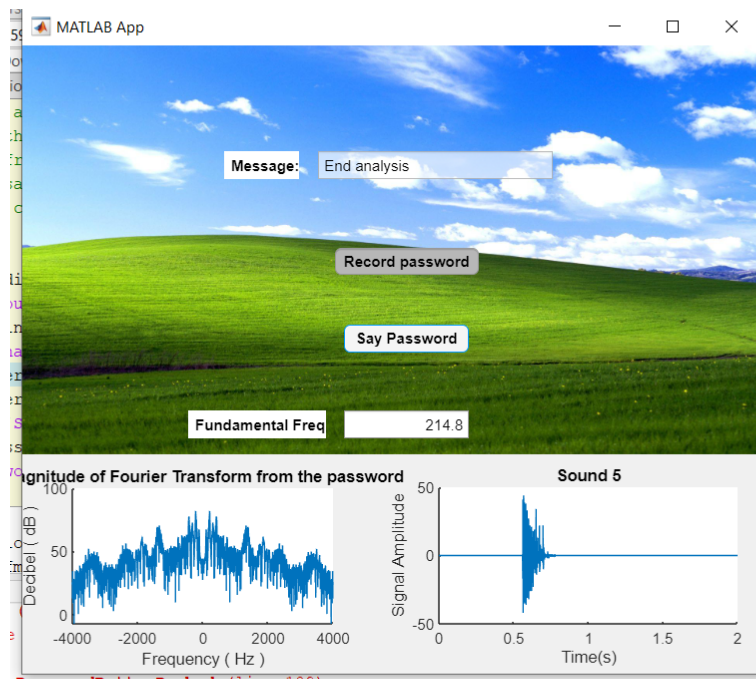 MATLAB App
Message:
End analysis
Record password
Say Password
Fundamental Freq
214.8
gnitude of Fourier Transform from the password
100
50
0
Decibel ( dB )
-4000
-2000
0
2000
4000
Frequency ( Hz )
Sound 5
50
0
-50
Signal Amplitude
0
0.5
1
1.5
2
Time(s)